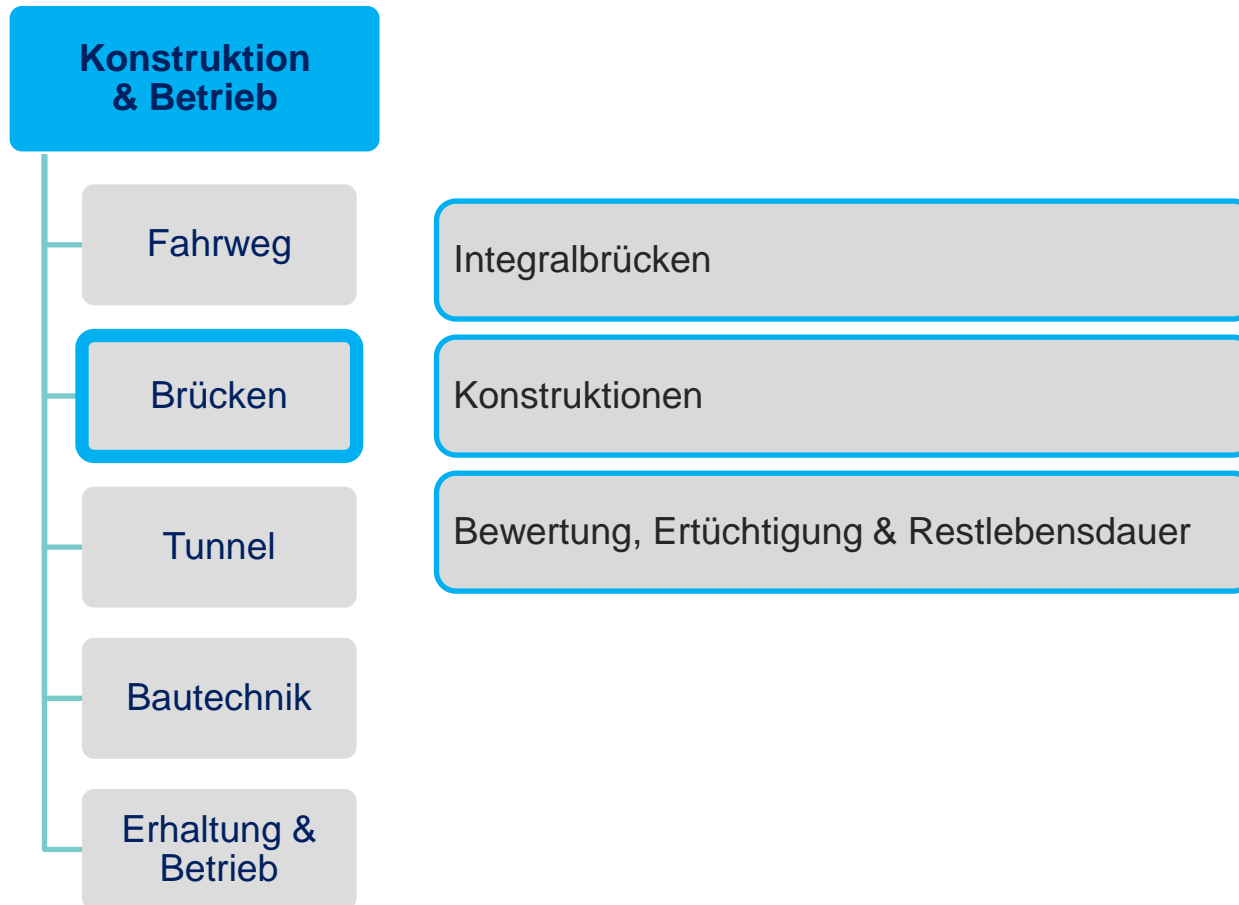 Konstruktion
& Betrieb
Fahrweg
Brücken
Tunnel
Bautechnik
Erhaltung &
Betrieb
Integralbrücken
Konstruktionen
Bewertung, Ertüchtigung & Restlebensdauer